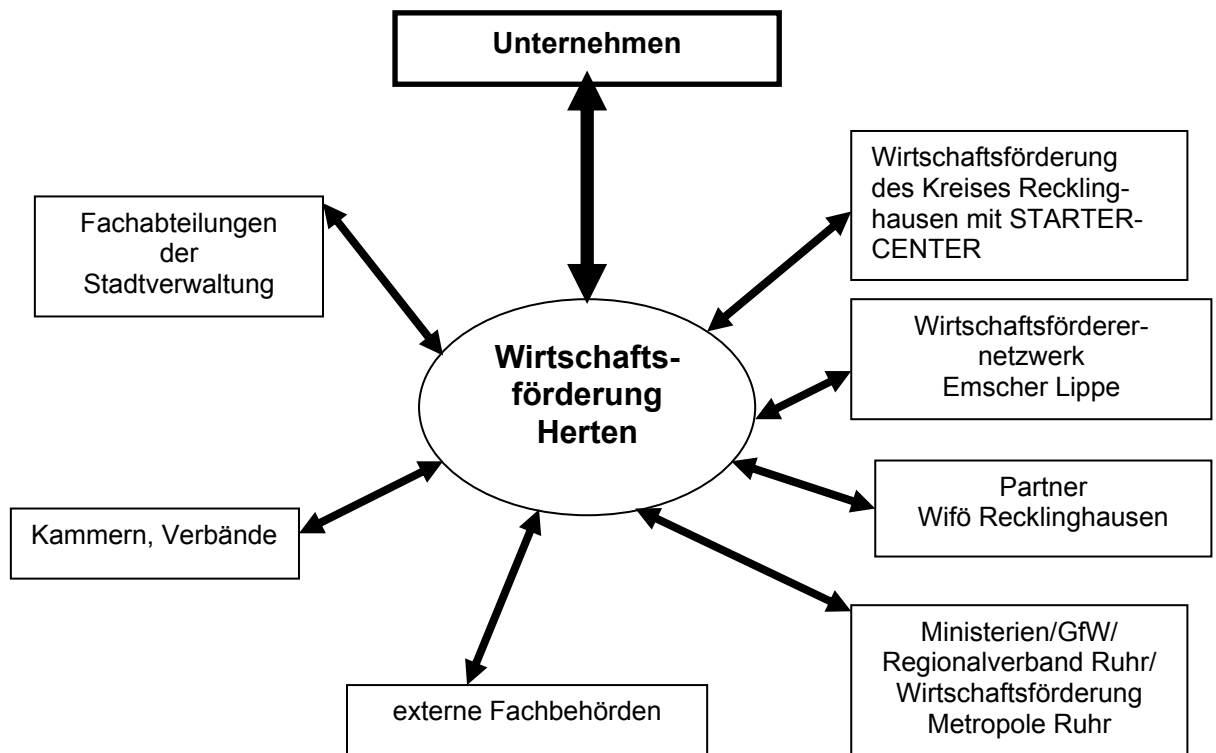 Unternehmen
Wirtschaftsförderung
des Kreises Reckling-
hausen mit STARTER-
CENTER
Fachabteilungen
der
Stadtverwaltung
Wirtschaftsförderer-
netzwerk
Emscher Lippe
Wirtschafts-
förderung
Herten
Partner
Wifö Recklinghausen
Kammern, Verbände
Ministerien/GfW/
Regionalverband Ruhr/
Wirtschaftsförderung
Metropole Ruhr
externe Fachbehörden